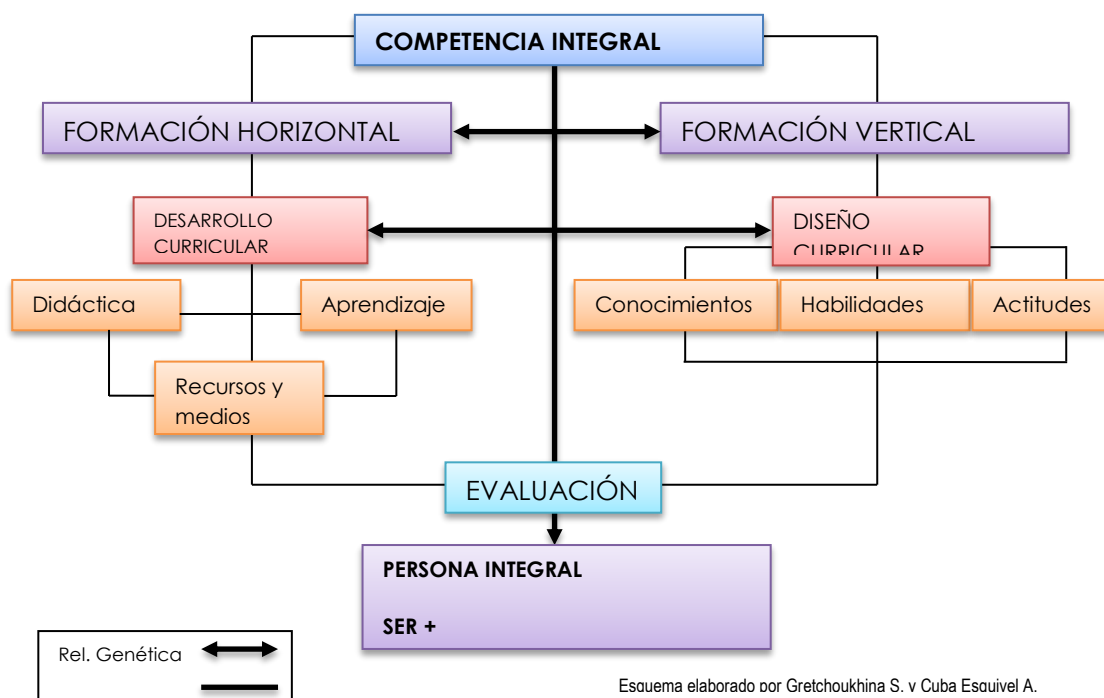 COMPETENCIA INTEGRAL
FORMACIÓN HORIZONTAL
FORMACIÓN VERTICAL
DESARROLLO
CURRICULAR
DISEÑO
CURRICULAR
Didáctica
Aprendizaje
Conocimientos
Habilidades
Actitudes
Recursos y
medios
EVALUACIÓN
PERSONA INTEGRAL
SER +
Rel. Genética
Esquema elaborado por Gretchoukhina S. y Cuba Esquivel A.